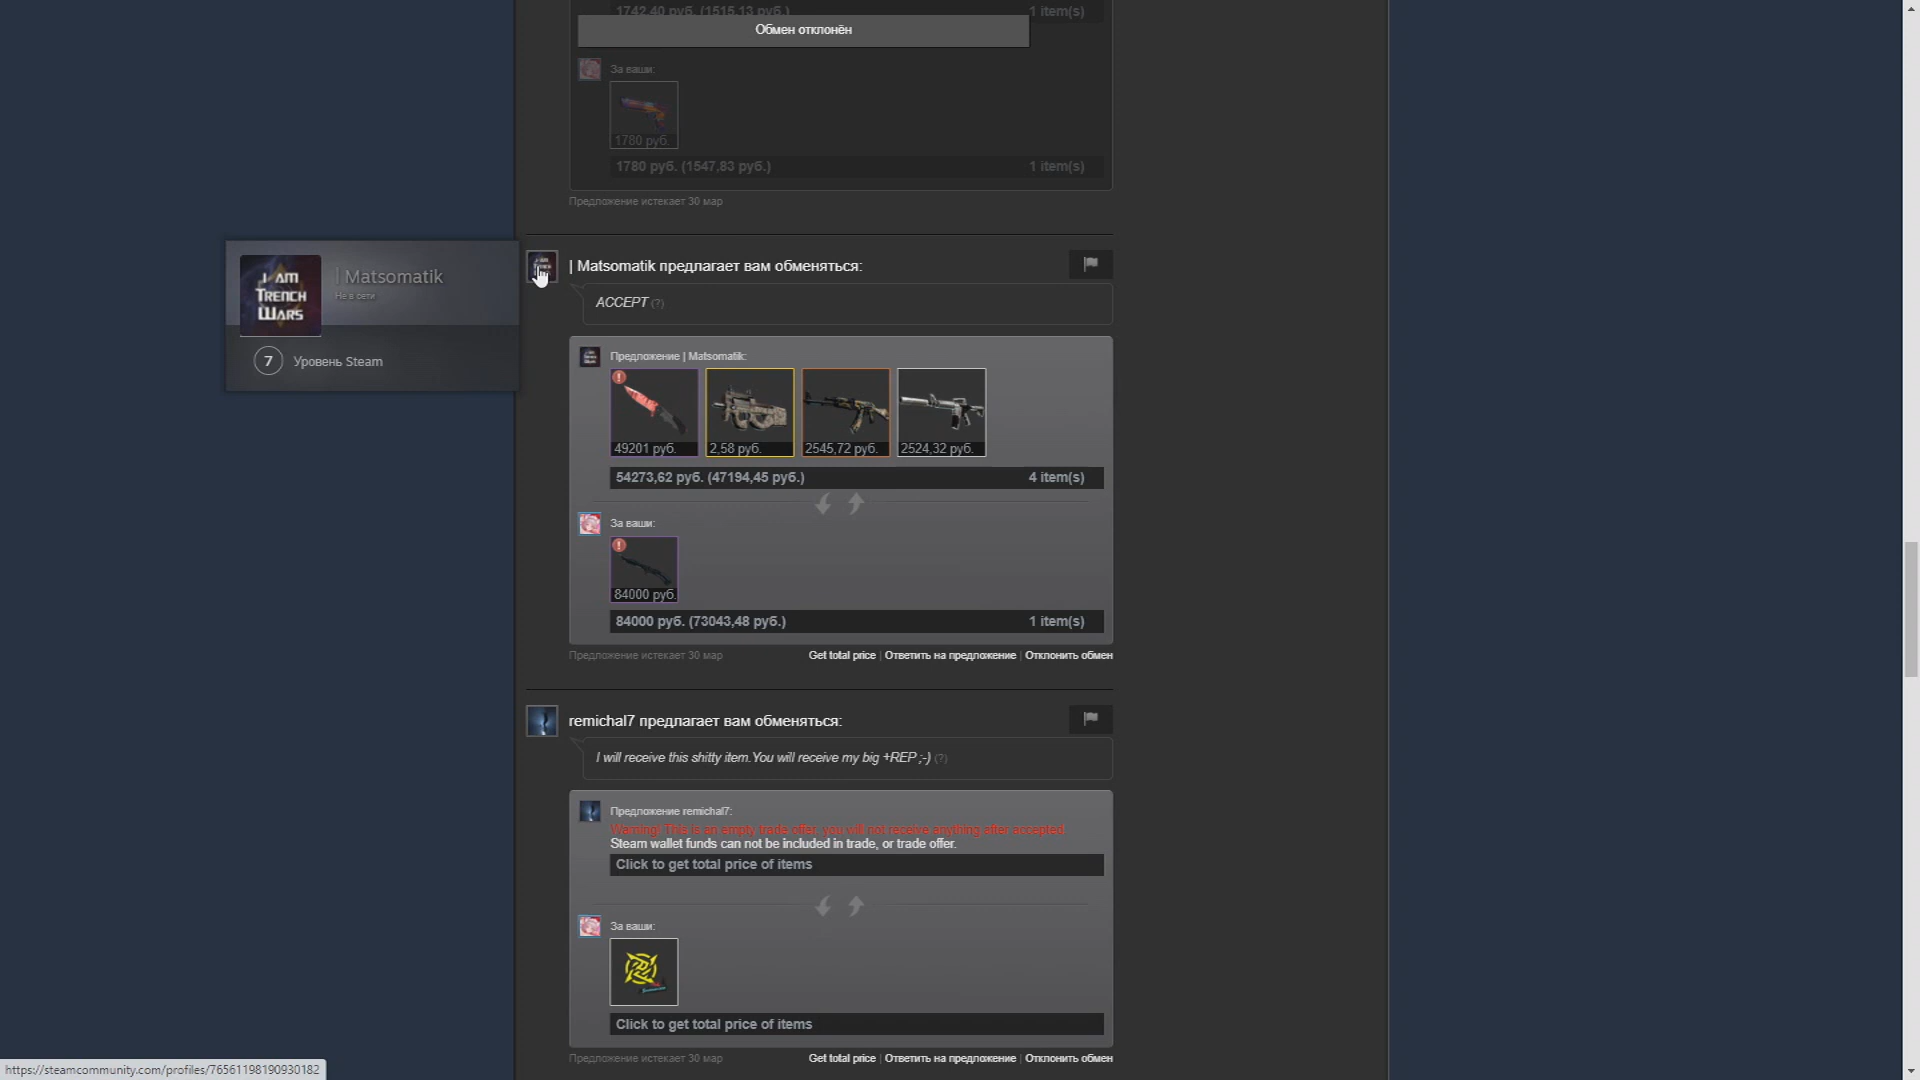 1742,40 руб. (1515,13 руб.) 1 item(s)
Обмен отклонён
За ваши:
1780 руб.
1780 руб. (1547,83 руб.) 1 item(s)
Предложение истекает 30 мар
I AM
TRENCH
WARS
| Matsomatik
Не в сети
7 Уровень Steam
| Matsomatik предлагает вам обменяться:
ACCEPT (?)
Предложение | Matsomatik:
49201 руб. 2,58 руб. 2545,72 руб. 2524,32 руб.
54273,62 руб. (47194,45 руб.) 4 item(s)
За ваши:
84000 руб.
84000 руб. (73043,48 руб.) 1 item(s)
Предложение истекает 30 мар Get total price | Ответить на предложение | Отклонить обмен
remichal7 предлагает вам обменяться:
I will receive this shitty item.You will receive my big +REP ;-) (?)
Предложение remichal7:
Warning! This is an empty trade offer, you will not receive anything after accepted.
Steam wallet funds can not be included in trade, or trade offer.
Click to get total price of items
За ваши:
Click to get total price of items
Предложение истекает 30 мар Get total price | Ответить на предложение | Отклонить обмен
https://steamcommunity.com/profiles/76561198190930182